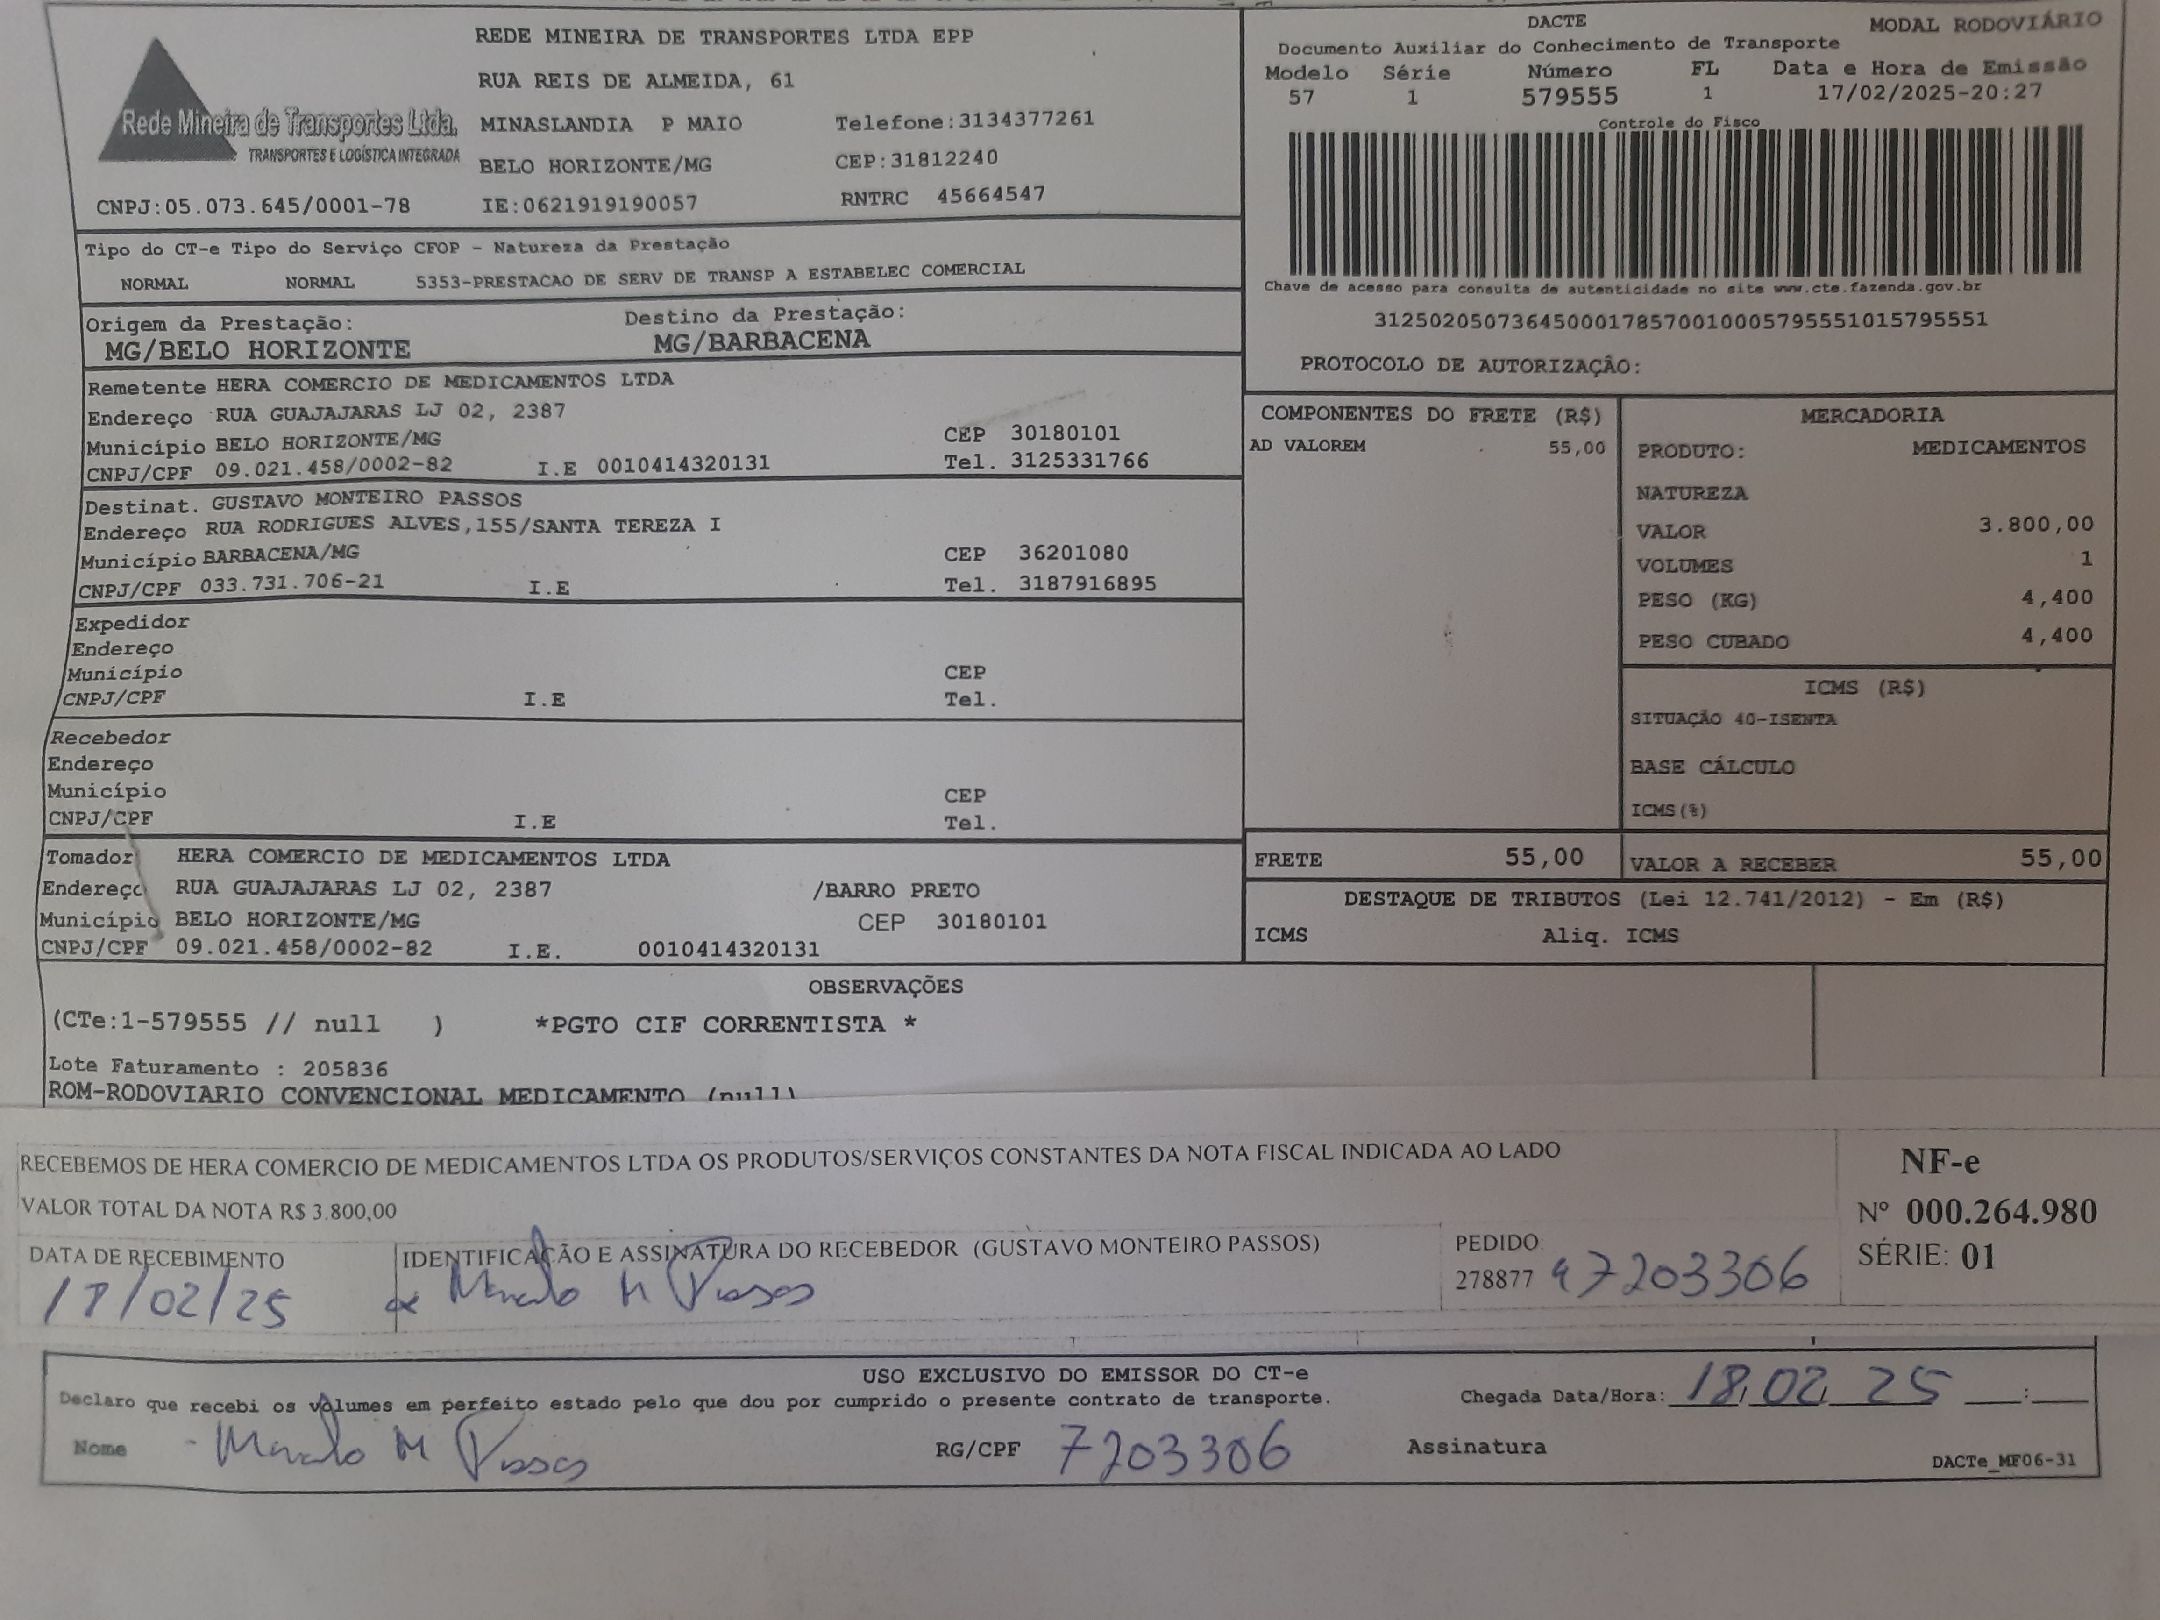 REDE MINEIRA DE TRANSPORTES LTDA EPP
RUA REIS DE ALMEIDA, 61
Rede Mineira de Transportes Ltda.
TRANSPORTES E LOGÍSTICA INTEGRADA
MINASLANDIA P MAIO Telefone:3134377261
BELO HORIZONTE/MG CEP:31812240
CNPJ:05.073.645/0001-78 IE:0621919190057 RNTRC 45664547
DACTE MODAL RODOVIÁRIO
Documento Auxiliar do Conhecimento de Transporte
Modelo Série Número FL Data e Hora de Emissão
57 1 579555 1 17/02/2025-20:27
Controle do Fisco
Chave de acesso para consulta de autenticidade no site www.cte.fazenda.gov.br
31250205073645000178570010005795551015795551
PROTOCOLO DE AUTORIZAÇÃO:
Tipo do CT-e Tipo do Serviço CFOP - Natureza da Prestação
NORMAL NORMAL 5353-PRESTACAO DE SERV DE TRANSP A ESTABELEC COMERCIAL
Origem da Prestação: Destino da Prestação:
MG/BELO HORIZONTE MG/BARBACENA
Remetente HERA COMERCIO DE MEDICAMENTOS LTDA
Endereço RUA GUAJAJARAS LJ 02, 2387
Município BELO HORIZONTE/MG CEP 30180101
CNPJ/CPF 09.021.458/0002-82 I.E 0010414320131 Tel. 3125331766
Destinat. GUSTAVO MONTEIRO PASSOS
Endereço RUA RODRIGUES ALVES,155/SANTA TEREZA I
Município BARBACENA/MG CEP 36201080
CNPJ/CPF 033.731.706-21 I.E Tel. 3187916895
Expedidor
Endereço
Município CEP
CNPJ/CPF I.E Tel.
Recebedor
Endereço
Município CEP
CNPJ/CPF I.E Tel.
Tomador HERA COMERCIO DE MEDICAMENTOS LTDA
Endereço RUA GUAJAJARAS LJ 02, 2387 /BARRO PRETO
Município BELO HORIZONTE/MG CEP 30180101
CNPJ/CPF 09.021.458/0002-82 I.E. 0010414320131
COMPONENTES DO FRETE (R$)
AD VALOREM 55,00
MERCADORIA
PRODUTO: MEDICAMENTOS
NATUREZA
VALOR 3.800,00
VOLUMES 1
PESO (KG) 4,400
PESO CUBADO 4,400
ICMS (R$)
SITUAÇÃO 40-ISENTA
BASE CÁLCULO
ICMS(%)
FRETE 55,00 VALOR A RECEBER 55,00
DESTAQUE DE TRIBUTOS (Lei 12.741/2012) - Em (R$)
ICMS Aliq. ICMS
OBSERVAÇÕES
(CTe:1-579555 // null ) *PGTO CIF CORRENTISTA *
Lote Faturamento : 205836
ROM-RODOVIARIO CONVENCIONAL MEDICAMENTO (null)
RECEBEMOS DE HERA COMERCIO DE MEDICAMENTOS LTDA OS PRODUTOS/SERVIÇOS CONSTANTES DA NOTA FISCAL INDICADA AO LADO
VALOR TOTAL DA NOTA R$ 3.800,00
DATA DE RECEBIMENTO IDENTIFICAÇÃO E ASSINATURA DO RECEBEDOR (GUSTAVO MONTEIRO PASSOS) PEDIDO
18/02/25 M Passos 278877 7203306
NF-e
Nº 000.264.980
SÉRIE: 01
USO EXCLUSIVO DO EMISSOR DO CT-e
Declaro que recebi os volumes em perfeito estado pelo que dou por cumprido o presente contrato de transporte. Chegada Data/Hora: 18,02,25 :
Nome M Passos RG/CPF 7203306 Assinatura
DACTe_MF06-31